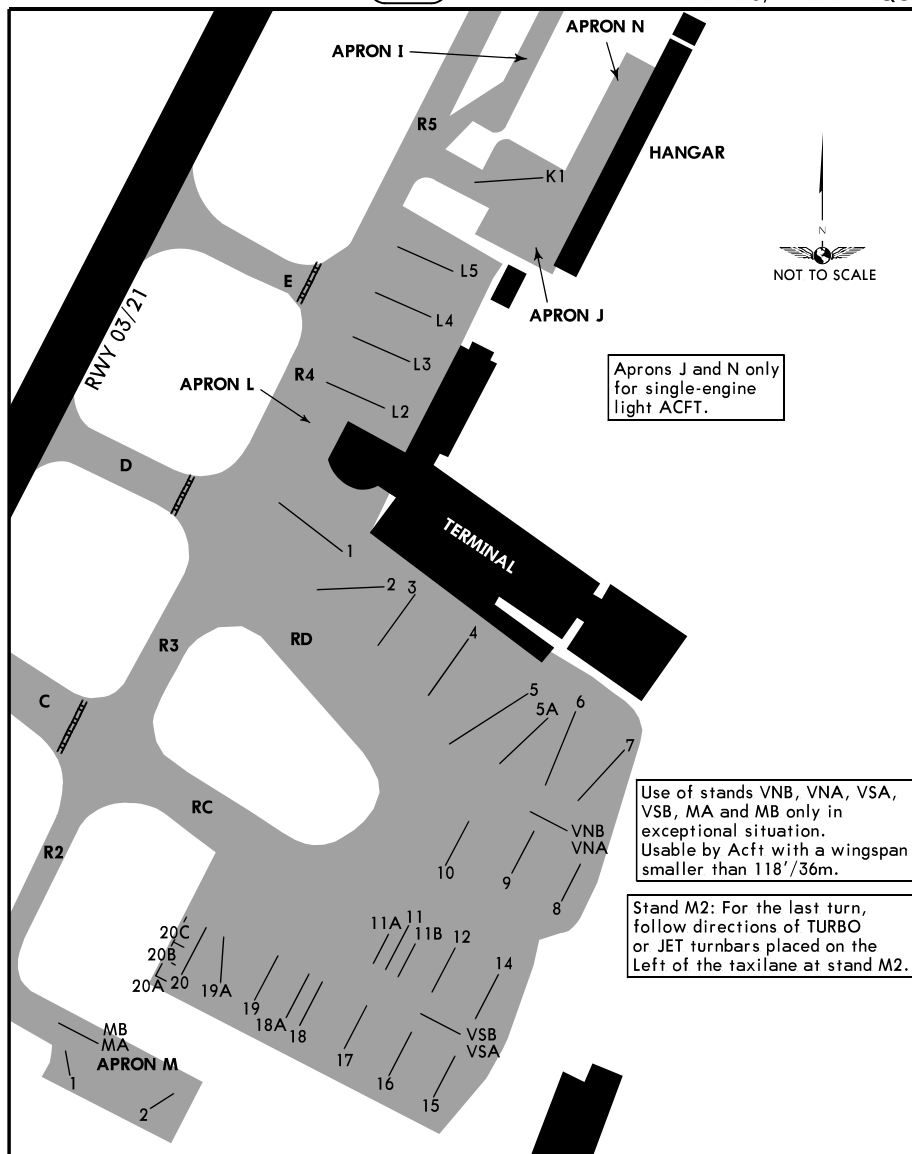 APRON N
APRON I
R5
HANGAR
K1
N
NOT TO SCALE
L5
E
RWY 03/21
L4
APRON J
L3
R4
APRON L
L2
Aprons J and N only
for single-engine
light ACFT.
D
TERMINAL
1
2
3
4
RD
R3
C
5
5A
6
7
RC
R2
VNB
VNA
10
9
8
Use of stands VNB, VNA, VSA,
VSB, MA and MB only in
exceptional situation.
Usable by Acft with a wingspan
smaller than 118'/36m.
Stand M2: For the last turn,
follow directions of TURBO
or JET turnbars placed on the
Left of the taxilane at stand M2.
11A
11
11B
12
14
20C
20B
20A
20
19A
19
18A
18
17
16
15
VSB
VSA
MB
MA
APRON M
1
2